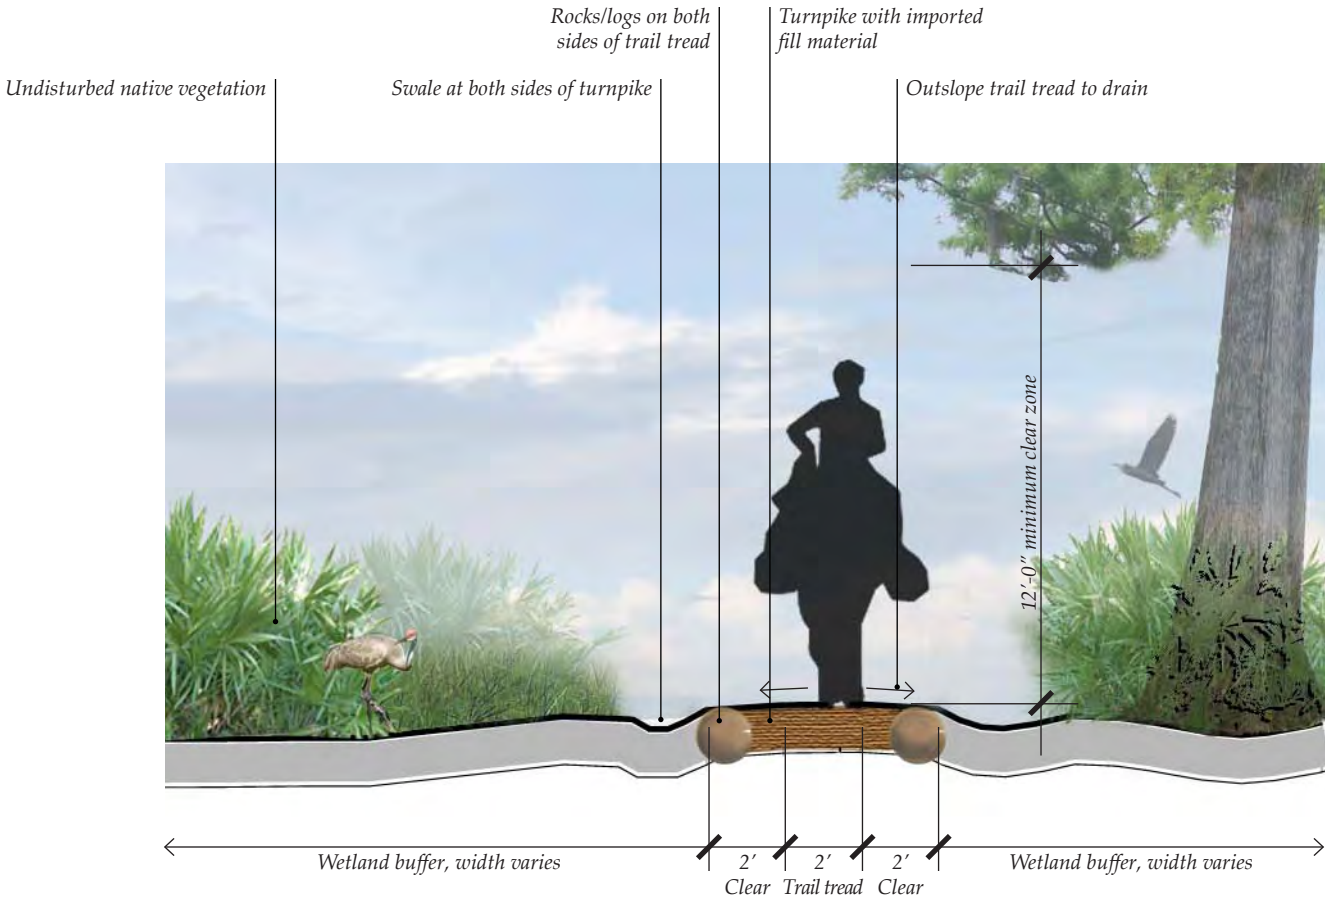 Rocks/logs on both
sides of trail tread
Turnpike with imported
fill material
Undisturbed native vegetation
Swale at both sides of turnpike
Outslope trail tread to drain
12'-0" minimum clear zone
Wetland buffer, width varies
2'
Clear
2'
Trail tread
2'
Clear
Wetland buffer, width varies